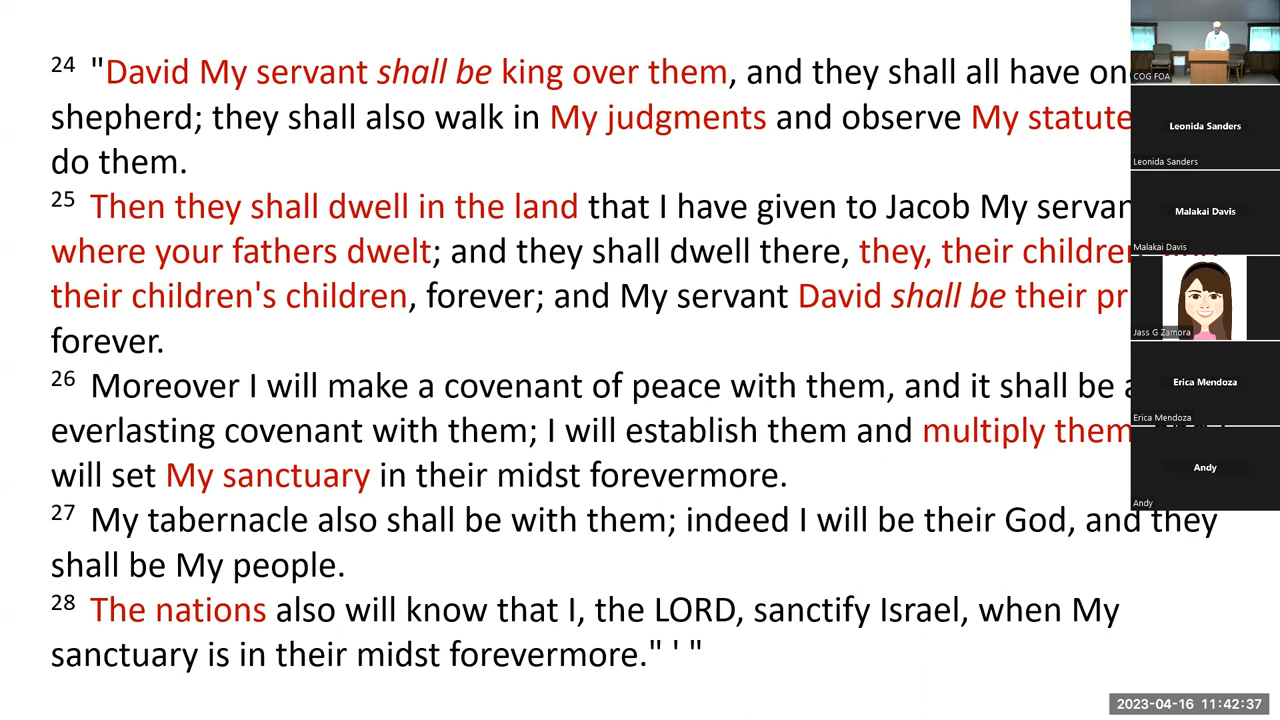 24 "David My servant shall be king over them, and they shall all have
shepherd; they shall also walk in My judgments and observe My
do them.
25 Then they shall dwell in the land that I have given to Jacob My
where your fathers dwelt; and they shall dwell there, they, their
their children's children, forever; and My servant David shall be their
forever.
26 Moreover I will make a covenant of peace with them, and it shall be
everlasting covenant with them; I will establish them and multiply them
will set My sanctuary in their midst forevermore.
27 My tabernacle also shall be with them; indeed I will be their God, and they
shall be My people.
28 The nations also will know that I, the LORD, sanctify Israel, when My
sanctuary is in their midst forevermore." ' "
COG FOA
Leonida Sanders
Leonida Sanders
Malakai Davis
Malakai Davis
Jass G Zamora
Erica Mendoza
Erica Mendoza
Andy
Andy
2023-04-16 11:42:37